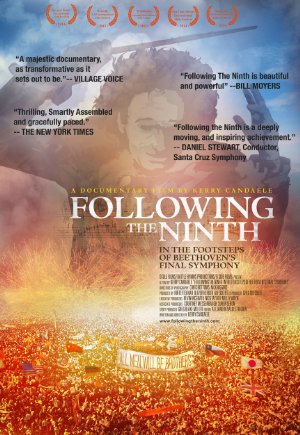 "A majestic documentary,
as transformative as it
sets out to be." -- VILLAGE VOICE
"Following The Ninth is beautiful
and powerful" --BILL MOYERS
"Thrilling, Smartly Assembled
and gracefully paced."
-- THE NEW YORK TIMES
"Following the Ninth is a deeply
moving, and inspiring achievement."
-- DANIEL STEWART, Conductor,
Santa Cruz Symphony
A DOCUMENTARY FILM BY KERRY CANDAELE
FOLLOWING
THE NINTH
IN THE FOOTSTEPS
OF BEETHOVEN'S
FINAL SYMPHONY
www.followingtheninth.com
ALL MEN WILL BE BROTHERS